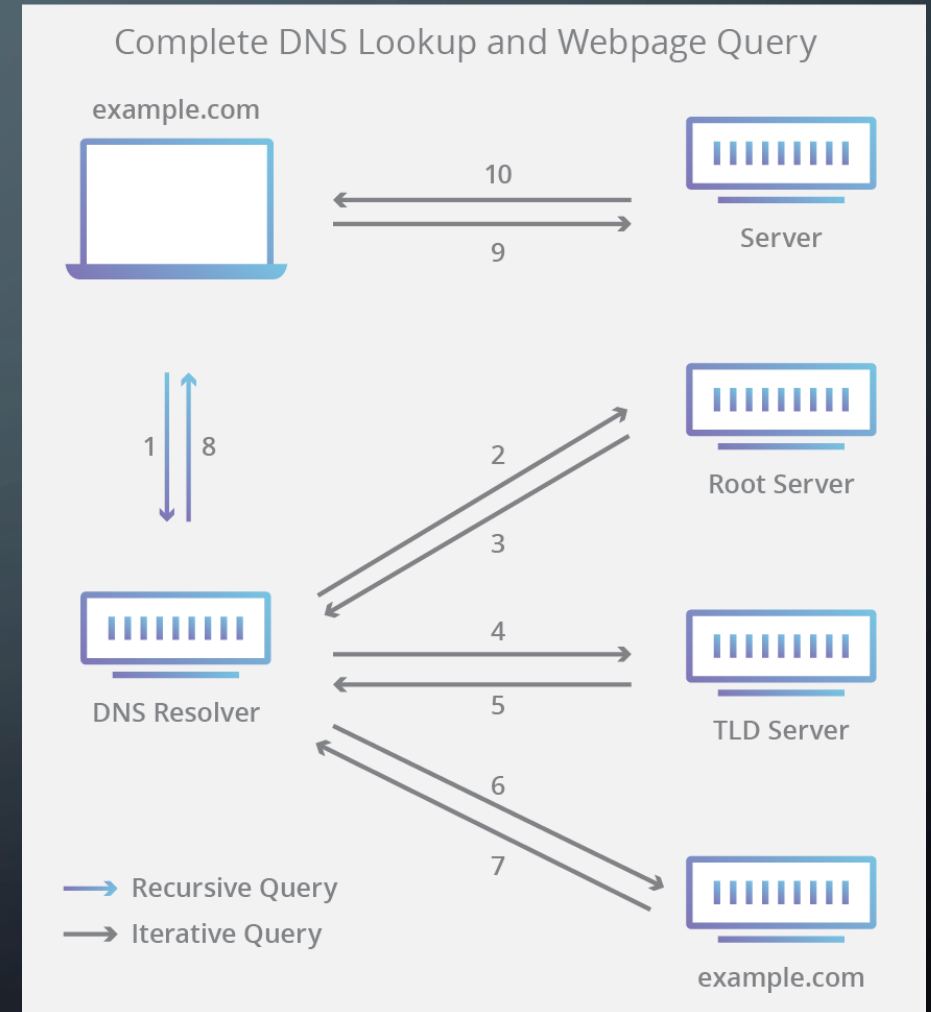 Complete DNS Lookup and Webpage Query
example.com
10
9
Server
1
8
2
3
Root Server
4
5
DNS Resolver
TLD Server
6
7
Recursive Query
Iterative Query
example.com